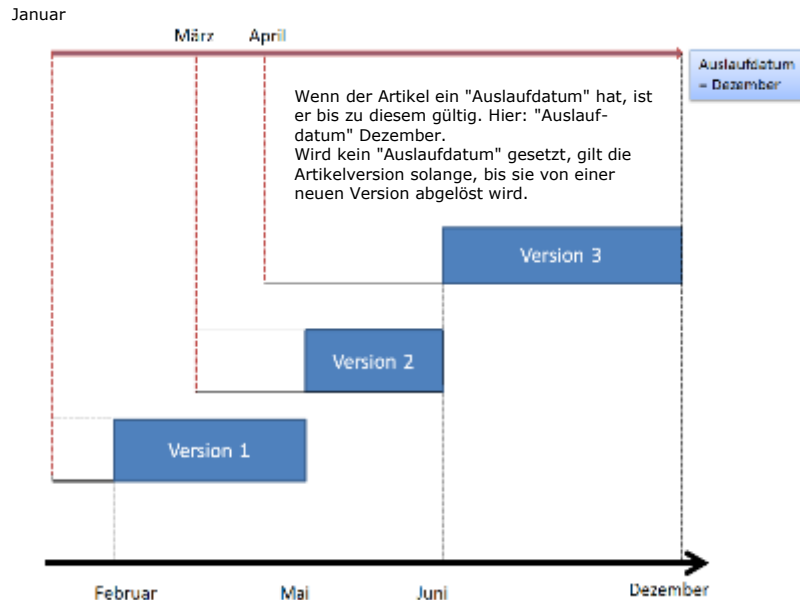 Januar
März April
Auslaufdatum
= Dezember
Wenn der Artikel ein "Auslaufdatum" hat, ist
er bis zu diesem gültig. Hier: "Auslauf-
datum" Dezember.
Wird kein "Auslaufdatum" gesetzt, gilt die
Artikelversion solange, bis sie von einer
neuen Version abgelöst wird.
Version 3
Version 2
Version 1
Februar Mai Juni Dezember